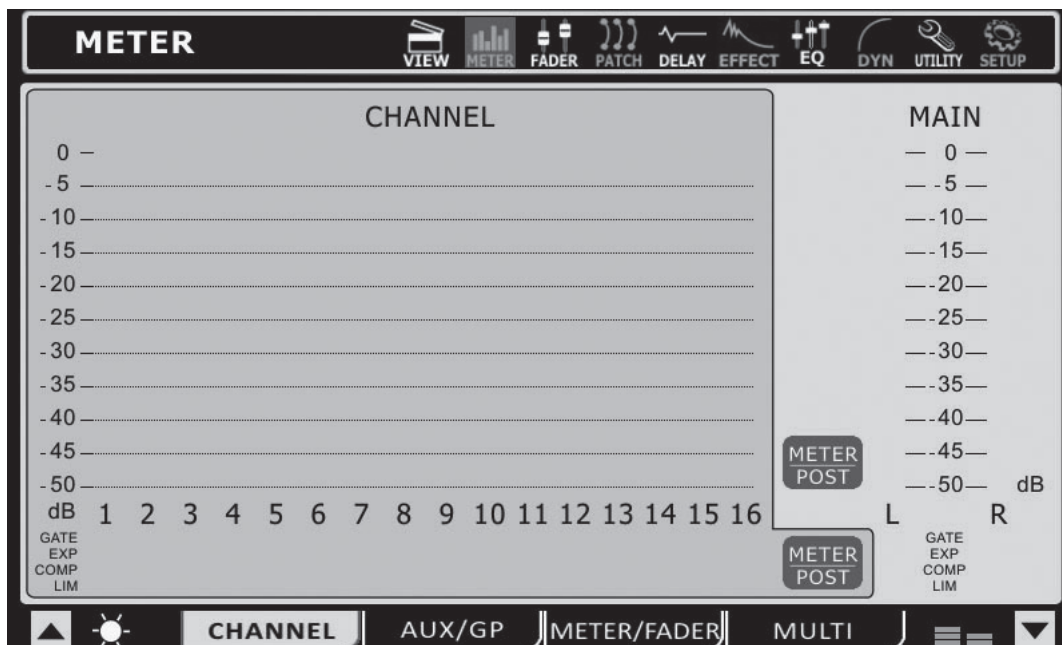 METER
VIEW METER FADER PATCH DELAY EFFECT EQ DYN UTILITY SETUP
CHANNEL MAIN
0 0
-5 -5
-10 -10
-15 -15
-20 -20
-25 -25
-30 -30
-35 -35
-40 -40
-45 METER -45
POST
-50 -50 dB
dB 1 2 3 4 5 6 7 8 9 10 11 12 13 14 15 16 L R
GATE GATE
EXP METER EXP
COMP POST COMP
LIM LIM
CHANNEL AUX/GP METER/FADER MULTI